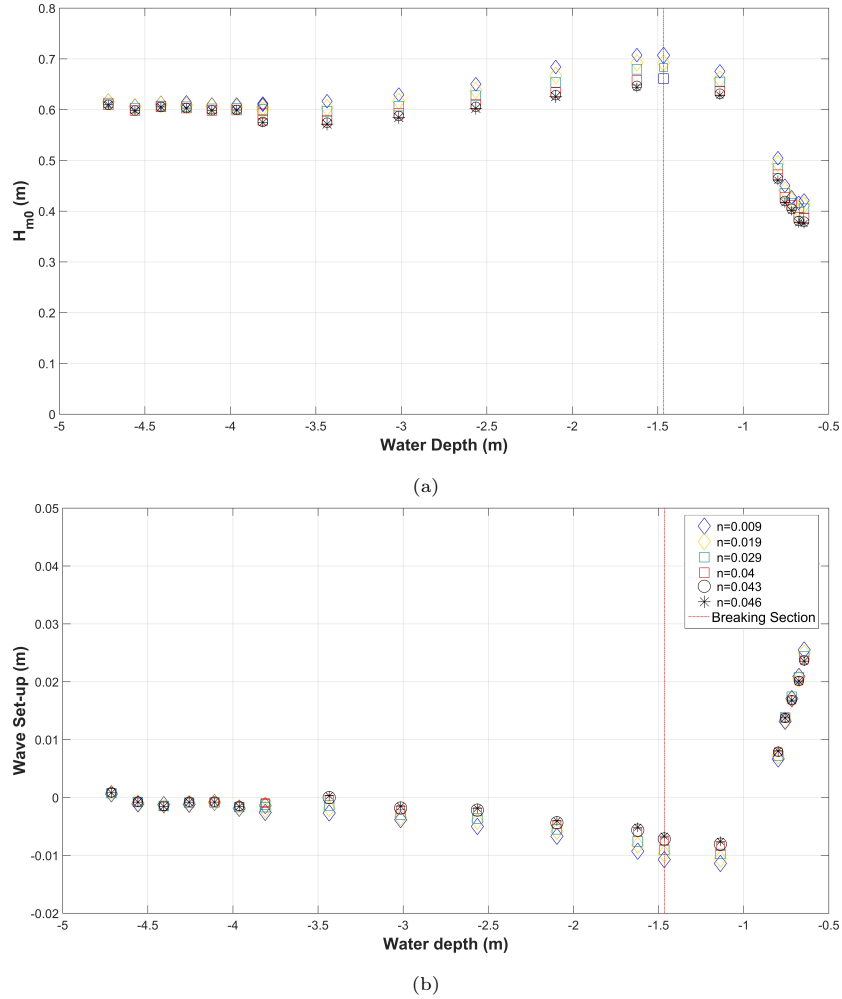 0.8
0.7
0.6
0.5
0.4
0.3
0.2
0.1
0
H_m0 (m)
-5 -4.5 -4 -3.5 -3 -2.5 -2 -1.5 -1 -0.5
Water Depth (m)
(a)
0.05
0.04
0.03
0.02
0.01
0
-0.01
-0.02
Wave Set-up (m)
n=0.009
n=0.019
n=0.029
n=0.04
n=0.043
n=0.046
Breaking Section
-5 -4.5 -4 -3.5 -3 -2.5 -2 -1.5 -1 -0.5
Water depth (m)
(b)